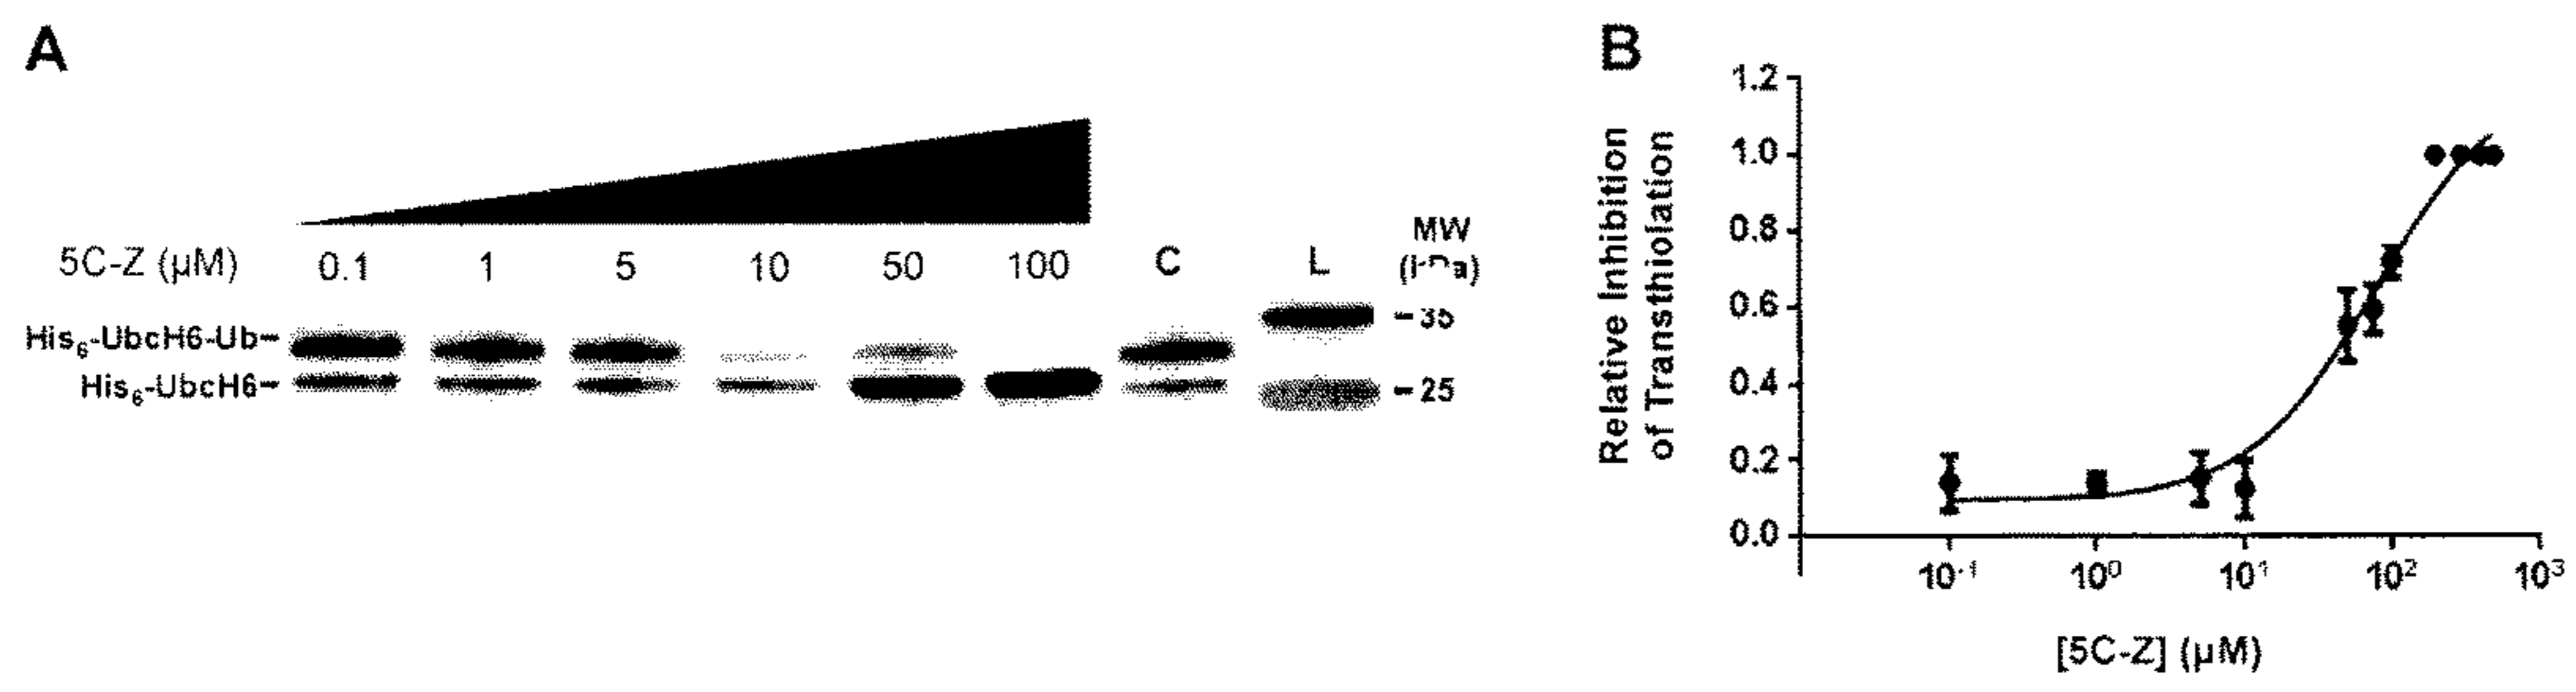 A
5C-Z (µM) 0.1 1 5 10 50 100 C L MW
His6-UbcH6-Ub- -35
His6-UbcH6- -25
B
Relative Inhibition
of Transthiolation
1.2
1.0
0.8
0.6
0.4
0.2
0.0
10-1 100 101 102 103
[5C-Z] (µM)